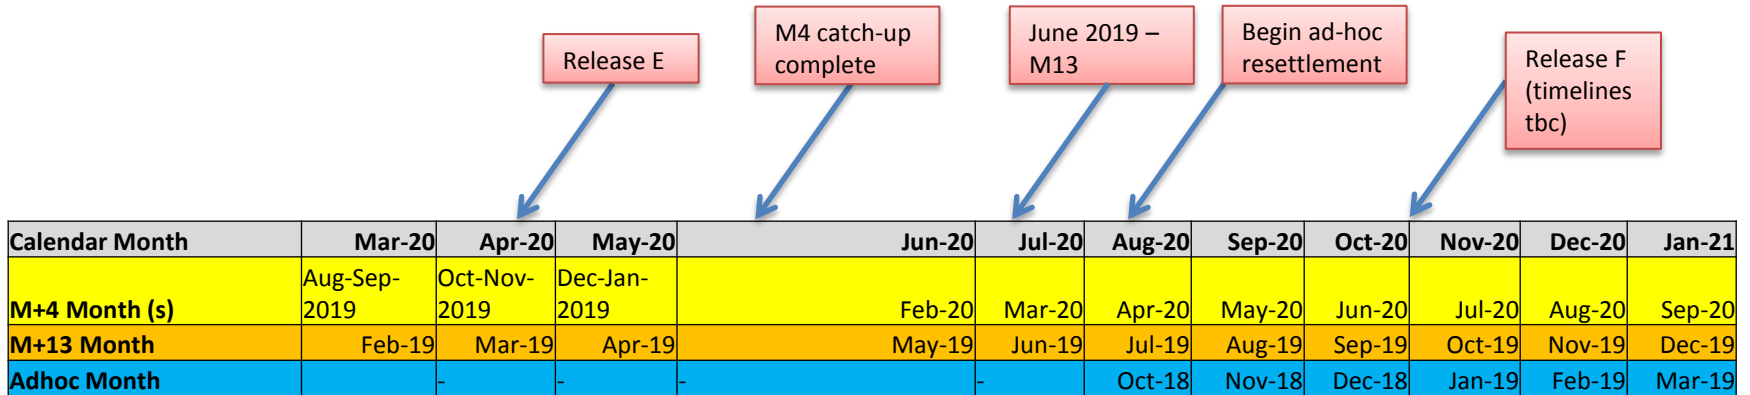 Release E
M4 catch-up
complete
June 2019 –
M13
Begin ad-hoc
resettlement
Release F
(timelines
tbc)
Calendar Month Mar-20 Apr-20 May-20 Jun-20 Jul-20 Aug-20 Sep-20 Oct-20 Nov-20 Dec-20 Jan-21
Aug-Sep- Oct-Nov- Dec-Jan-
M+4 Month (s) 2019 2019 2019 Feb-20 Mar-20 Apr-20 May-20 Jun-20 Jul-20 Aug-20 Sep-20
M+13 Month Feb-19 Mar-19 Apr-19 May-19 Jun-19 Jul-19 Aug-19 Sep-19 Oct-19 Nov-19 Dec-19
Adhoc Month - - - - Oct-18 Nov-18 Dec-18 Jan-19 Feb-19 Mar-19